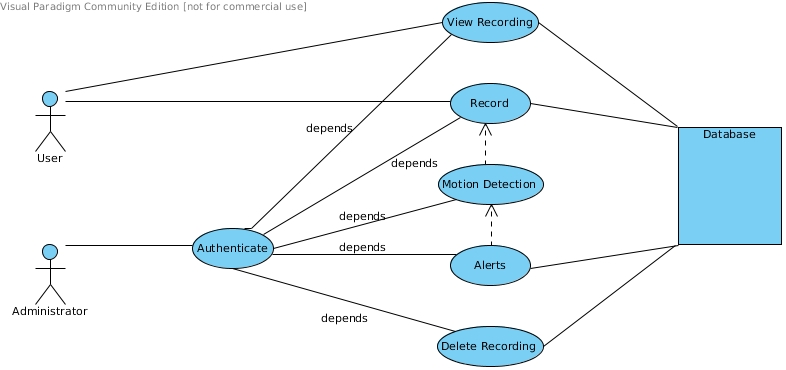 Visual Paradigm Community Edition [not for commercial use]
View Recording
Database
Record
User
depends
depends
Motion Detection
depends
Authenticate
depends
Alerts
Administrator
depends
Delete Recording